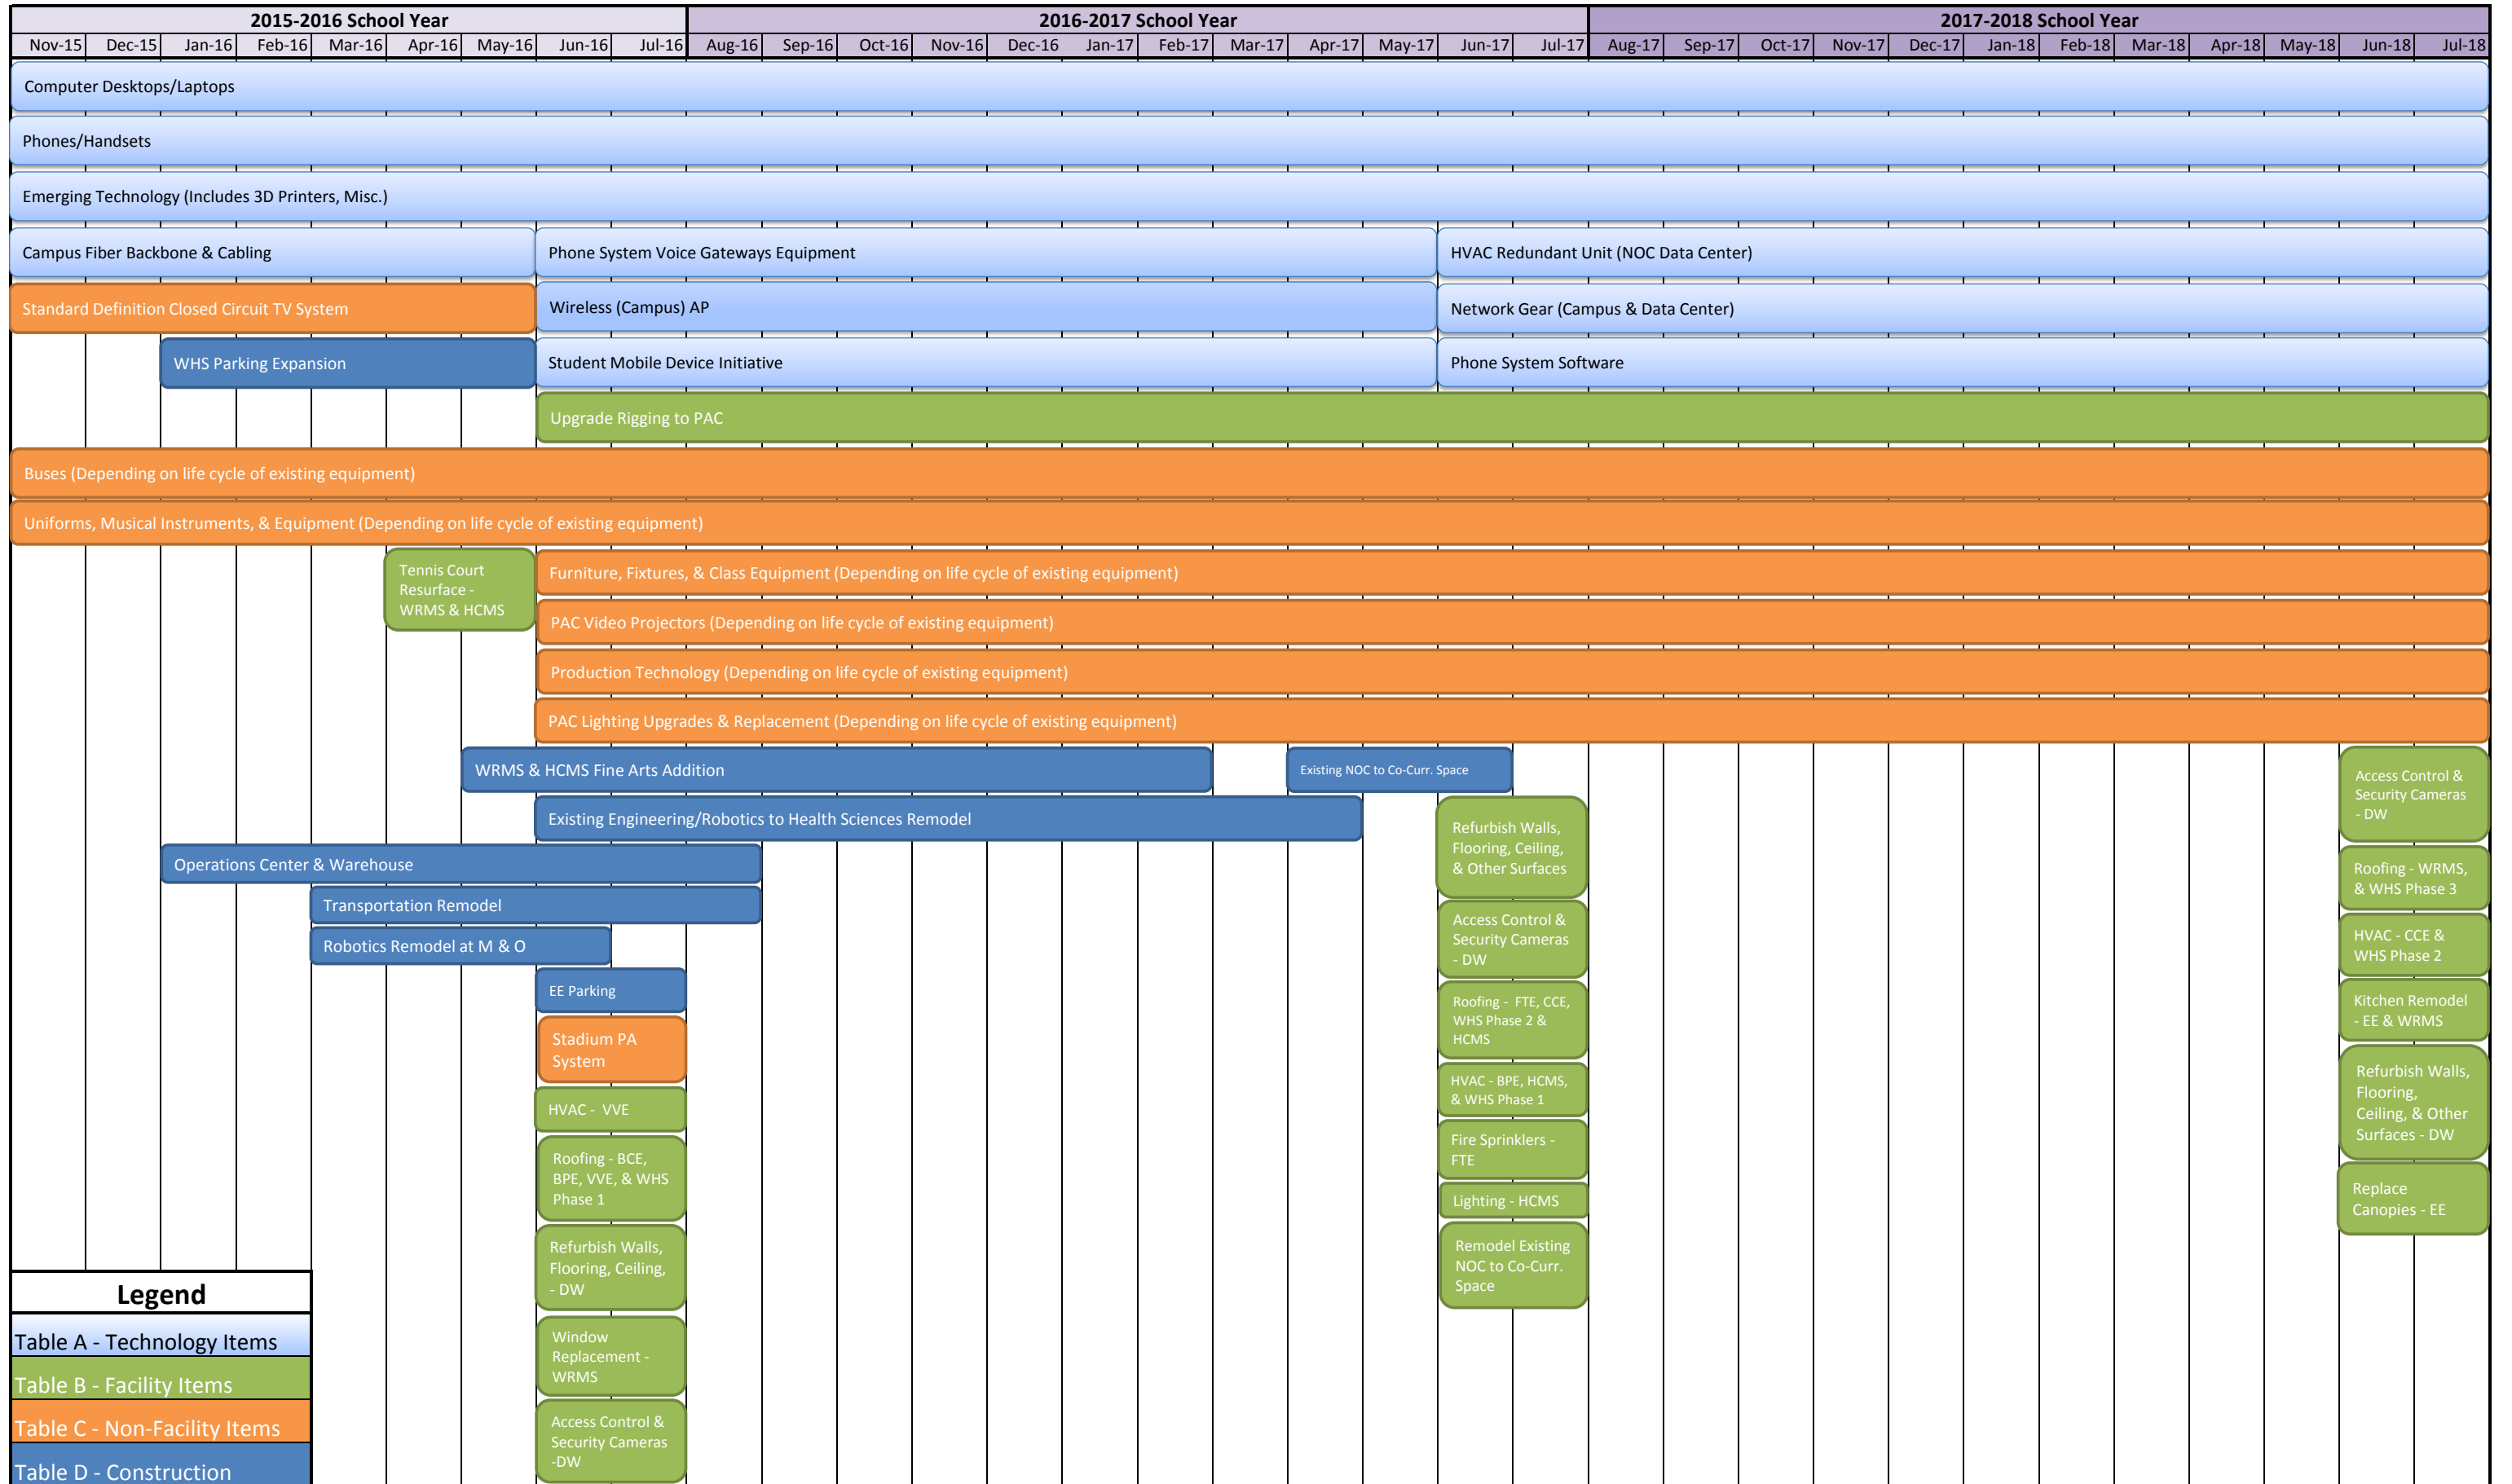 2015-2016 School Year 2016-2017 School Year 2017-2018 School Year
Nov-15 Dec-15 Jan-16 Feb-16 Mar-16 Apr-16 May-16 Jun-16 Jul-16 Aug-16 Sep-16 Oct-16 Nov-16 Dec-16 Jan-17 Feb-17 Mar-17 Apr-17 May-17 Jun-17 Jul-17 Aug-17 Sep-17 Oct-17 Nov-17 Dec-17 Jan-18 Feb-18 Mar-18 Apr-18 May-18 Jun-18 Jul-18
Computer Desktops/Laptops
Phones/Handsets
Emerging Technology (Includes 3D Printers, Misc.)
Campus Fiber Backbone & Cabling
Phone System Voice Gateways Equipment
HVAC Redundant Unit (NOC Data Center)
Standard Definition Closed Circuit TV System
Wireless (Campus) AP
Network Gear (Campus & Data Center)
WHS Parking Expansion
Student Mobile Device Initiative
Phone System Software
Upgrade Rigging to PAC
Buses (Depending on life cycle of existing equipment)
Uniforms, Musical Instruments, & Equipment (Depending on life cycle of existing equipment)
Tennis Court
Resurface -
WRMS & HCMS
Furniture, Fixtures, & Class Equipment (Depending on life cycle of existing equipment)
PAC Video Projectors (Depending on life cycle of existing equipment)
Production Technology (Depending on life cycle of existing equipment)
PAC Lighting Upgrades & Replacement (Depending on life cycle of existing equipment)
WRMS & HCMS Fine Arts Addition
Existing NOC to Co-Curr. Space
Existing Engineering/Robotics to Health Sciences Remodel
Operations Center & Warehouse
Transportation Remodel
Robotics Remodel at M & O
EE Parking
Stadium PA
System
HVAC - VVE
Roofing - BCE,
BPE, VVE, & WHS
Phase 1
Refurbish Walls,
Flooring, Ceiling,
- DW
Window
Replacement -
WRMS
Access Control &
Security Cameras
-DW
Refurbish Walls,
Flooring, Ceiling,
& Other Surfaces
Access Control &
Security Cameras
- DW
Roofing - FTE, CCE,
WHS Phase 2 &
HCMS
HVAC - BPE, HCMS,
& WHS Phase 1
Fire Sprinklers -
FTE
Lighting - HCMS
Remodel Existing
NOC to Co-Curr.
Space
Access Control &
Security Cameras
- DW
Roofing - WRMS,
& WHS Phase 3
HVAC - CCE &
WHS Phase 2
Kitchen Remodel
- EE & WRMS
Refurbish Walls,
Flooring,
Ceiling, & Other
Surfaces - DW
Replace
Canopies - EE
Legend
Table A - Technology Items
Table B - Facility Items
Table C - Non-Facility Items
Table D - Construction